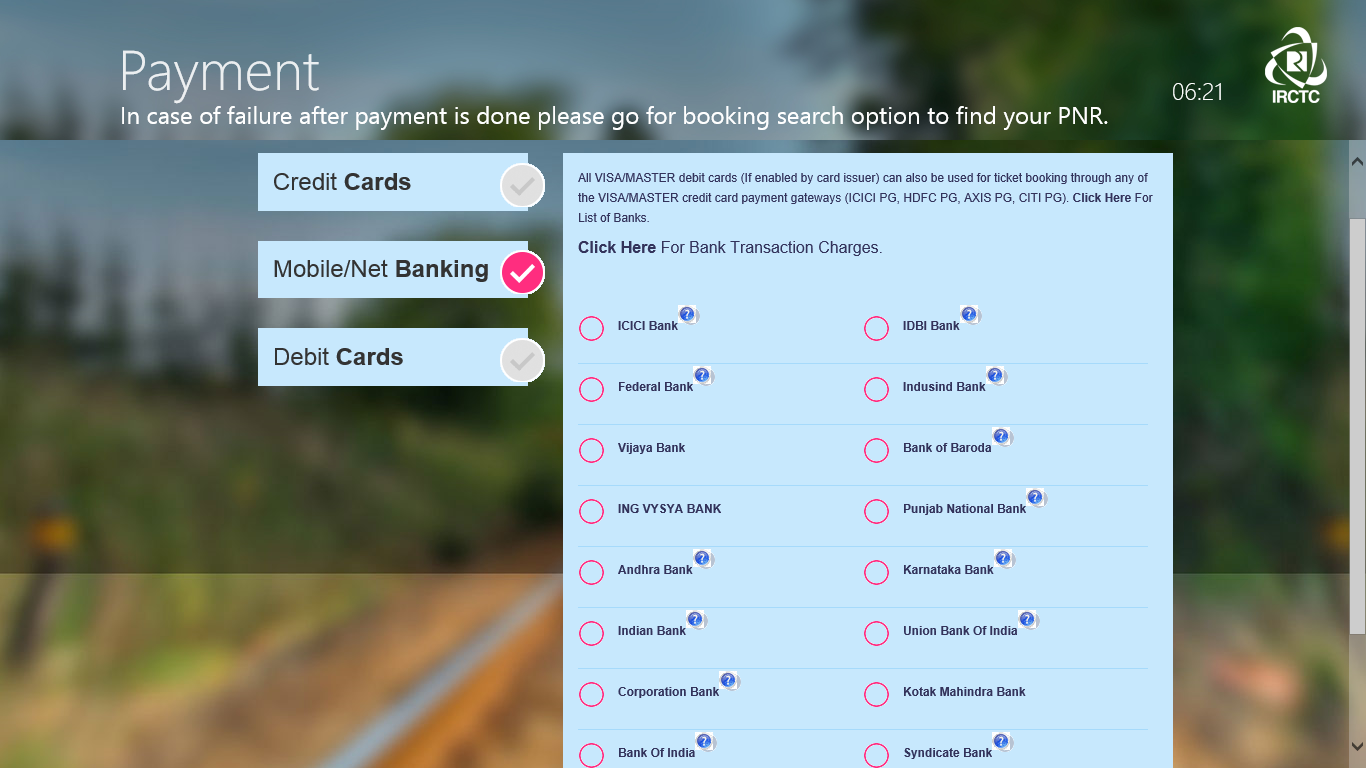 Payment
In case of failure after payment is done please go for booking search option to find your PNR.
06:21
IRCTC
Credit Cards
Mobile/Net Banking
Debit Cards
All VISA/MASTER debit cards (If enabled by card issuer) can also be used for ticket booking through any of
the VISA/MASTER credit card payment gateways (ICICI PG, HDFC PG, AXIS PG, CITI PG). Click Here For
List of Banks.
Click Here For Bank Transaction Charges.
ICICI Bank ?
IDBI Bank ?
Federal Bank ?
Indusind Bank ?
Vijaya Bank
Bank of Baroda ?
ING VYSYA BANK
Punjab National Bank ?
Andhra Bank ?
Karnataka Bank ?
Indian Bank ?
Union Bank Of India ?
Corporation Bank ?
Kotak Mahindra Bank
Bank Of India ?
Syndicate Bank ?